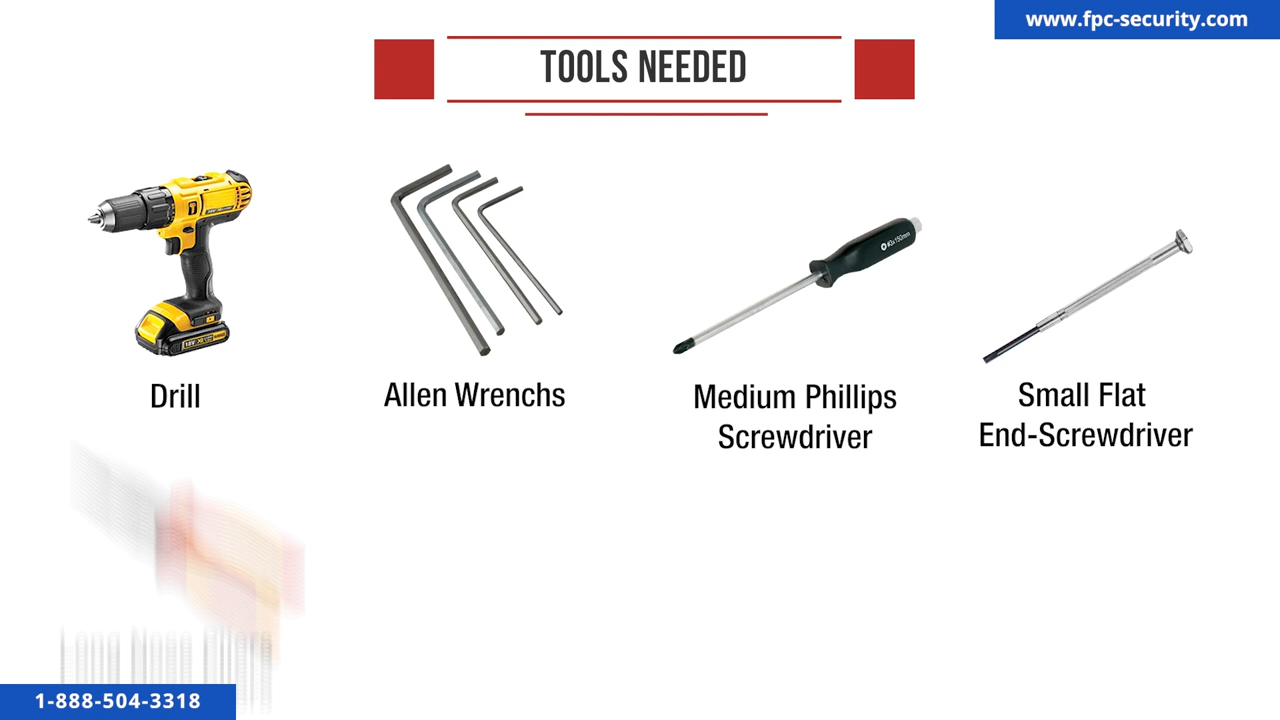 www.fpc-security.com
TOOLS NEEDED
Drill
Allen Wrenchs
Medium Phillips
Screwdriver
Small Flat
End-Screwdriver
1-888-504-3318